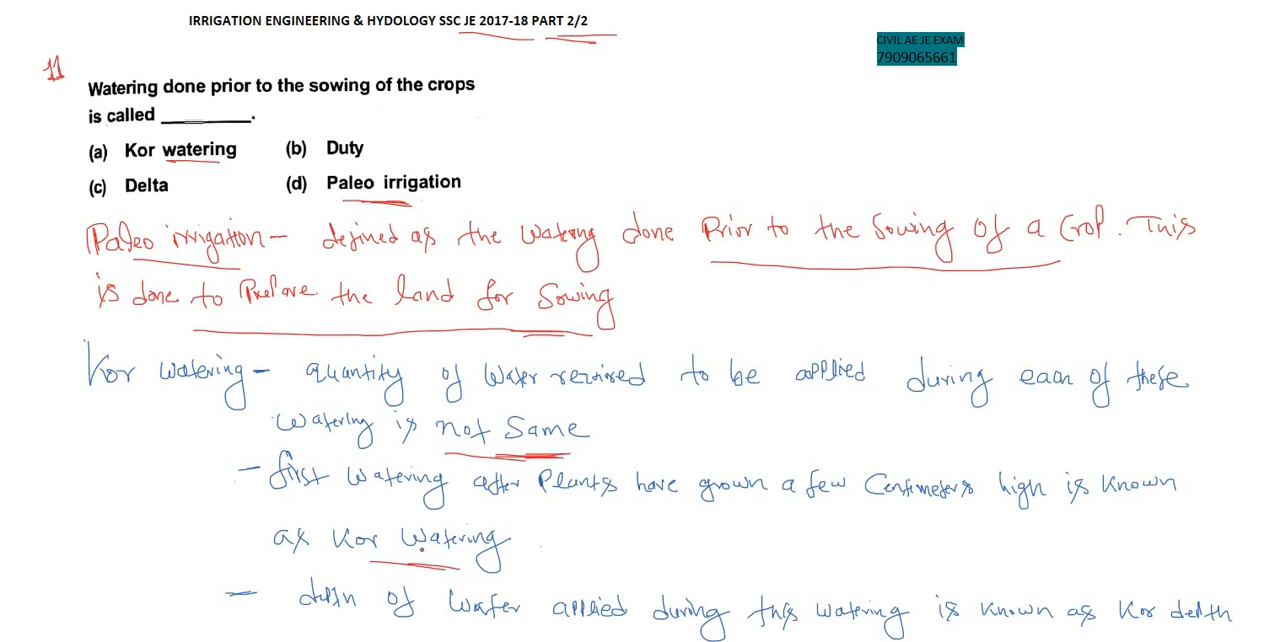 IRRIGATION ENGINEERING & HYDOLOGY SSC JE 2017-18 PART 2/2
CIVIL AE JE EXAM
7909065661
11
Watering done prior to the sowing of the crops
is called ________.
(a) Kor watering (b) Duty
(c) Delta (d) Paleo irrigation
Paleo irrigation - defined as the watering done Prior to the Sowing of a Crop. This
is done to Prepare the land for Sowing
Kor watering - quantity of water required to be applied during each of these
watering is not Same
- first watering after Plants have grown a few Centimeters high is known
as Kor Watering
- depth of water applied during this watering is known as Kor depth